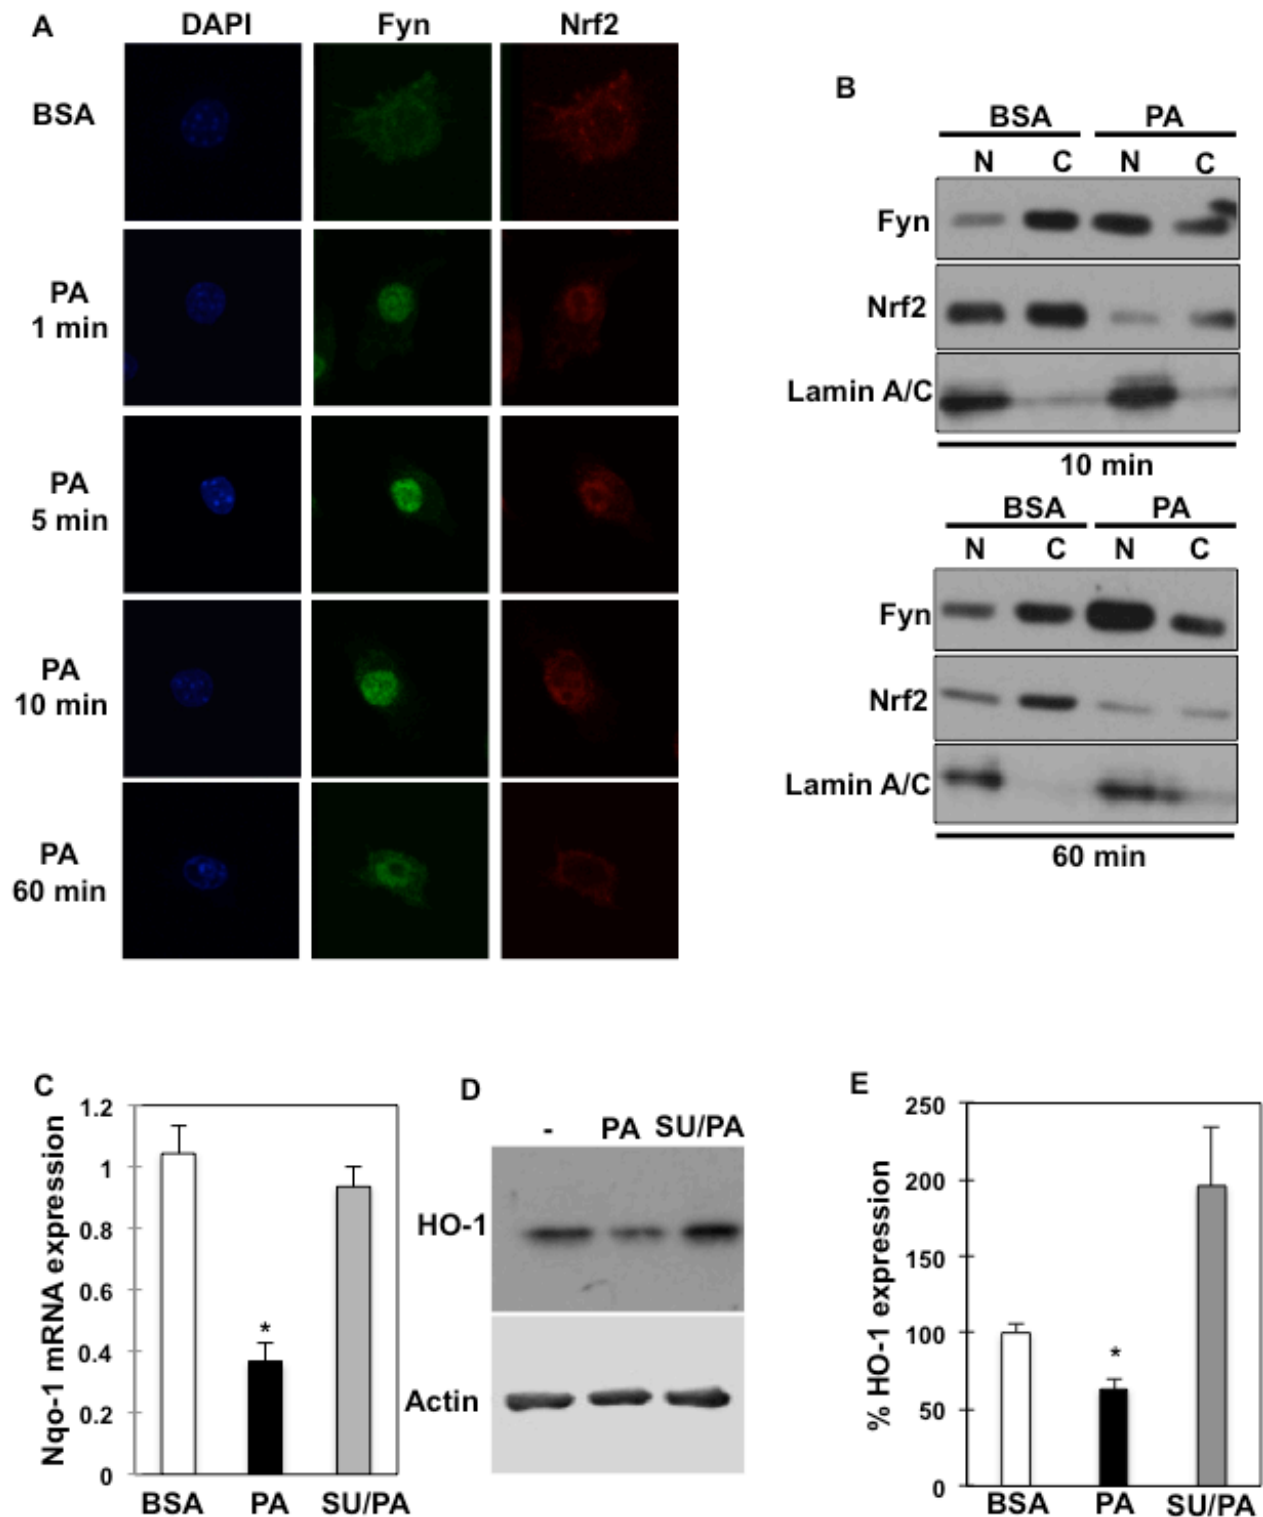 A
DAPI Fyn Nrf2
BSA
PA
1 min
PA
5 min
PA
10 min
PA
60 min
B
BSA PA
N C N C
Fyn
Nrf2
Lamin A/C
10 min
BSA PA
N C N C
Fyn
Nrf2
Lamin A/C
60 min
C
Nqo-1 mRNA expression
1.2
1
0.8
0.6
0.4
0.2
0
*
BSA PA SU/PA
D
- PA SU/PA
HO-1
Actin
E
% HO-1 expression
250
200
150
100
50
0
*
BSA PA SU/PA